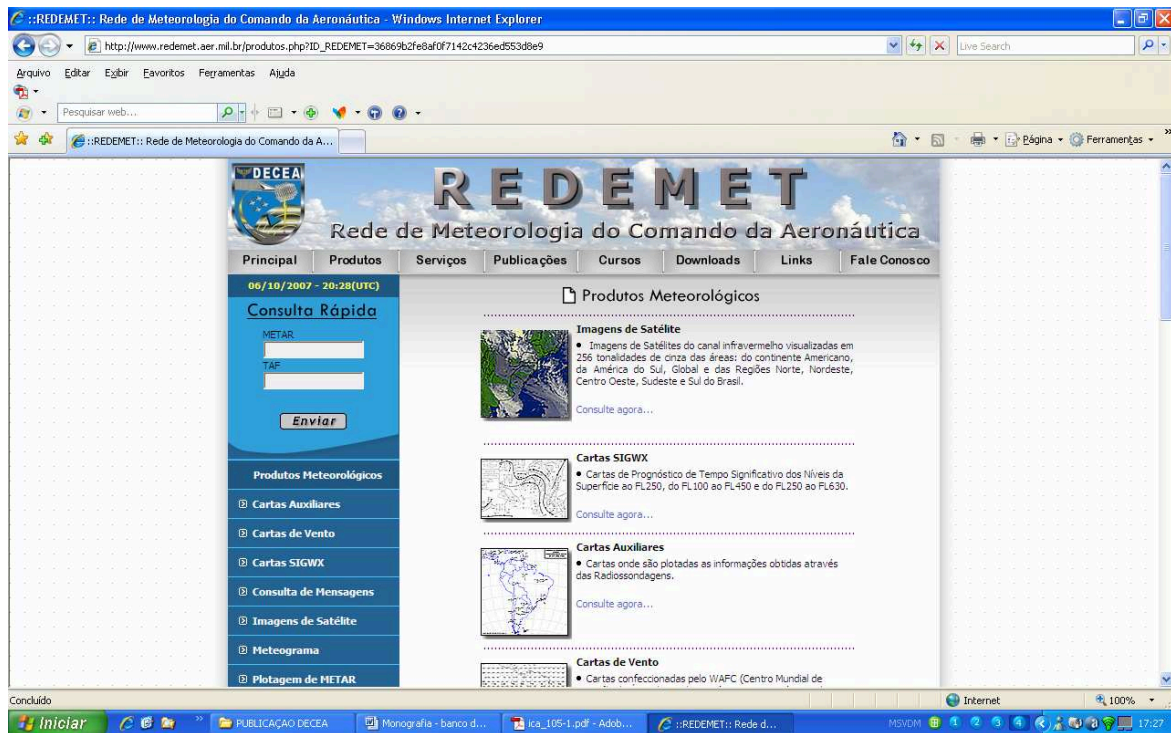 ::REDEMET:: Rede de Meteorologia do Comando da Aeronáutica - Windows Internet Explorer
http://www.redemet.aer.mil.br/produtos.php?ID_REDEMET=36869b2fe8af0f7142c4236ed553d8e9
Live Search
Arquivo Editar Exibir Favoritos Ferramentas Ajuda
Pesquisar web...
::REDEMET:: Rede de Meteorologia do Comando da A...
Página Ferramentas
DECEA
REDEMET
Rede de Meteorologia do Comando da Aeronáutica
Principal Produtos Serviços Publicações Cursos Downloads Links Fale Conosco
06/10/2007 - 20:28(UTC)
Consulta Rápida
METAR
TAF
Enviar
Produtos Meteorológicos
Cartas Auxiliares
Cartas de Vento
Cartas SIGWX
Consulta de Mensagens
Imagens de Satélite
Meteograma
Plotagem de METAR
Produtos Meteorológicos
Imagens de Satélite
• Imagens de Satélites do canal infravermelho visualizadas em
256 tonalidades de cinza das áreas: do continente Americano,
da América do Sul, Global e das Regiões Norte, Nordeste,
Centro Oeste, Sudeste e Sul do Brasil.
Consulte agora...
Cartas SIGWX
• Cartas de Prognóstico de Tempo Significativo dos Níveis da
Superfície ao FL250, do FL100 ao FL450 e do FL250 ao FL630.
Consulte agora...
Cartas Auxiliares
• Cartas onde são plotadas as informações obtidas através
das Radiossondagens.
Consulte agora...
Cartas de Vento
• Cartas confeccionadas pelo WAFC (Centro Mundial de
Concluído
Internet
100%
Iniciar
PUBLICAÇAO DECEA
Monografia - banco d...
ica_105-1.pdf - Adob...
::REDEMET:: Rede d...
MSVDM
1 2 3 4
17:27